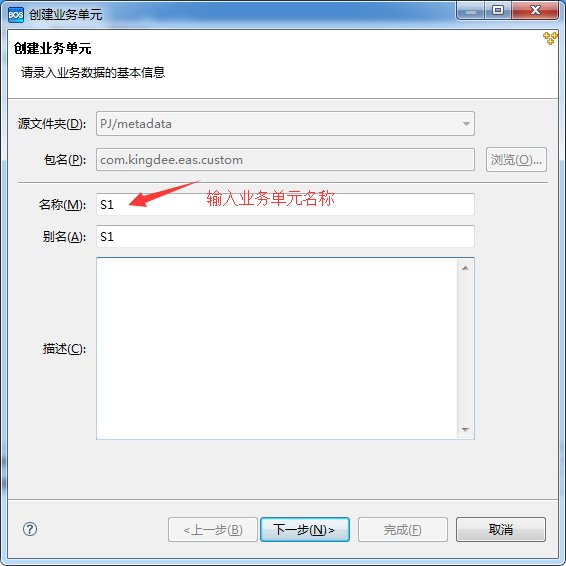 BOS 创建业务单元
创建业务单元
请录入业务数据的基本信息
源文件夹(D): PJ/metadata
包名(P): com.kingdee.eas.custom 浏览(O)...
名称(M): S1 输入业务单元名称
别名(A): S1
描述(C):
<上一步(B) 下一步(N)> 完成(F) 取消